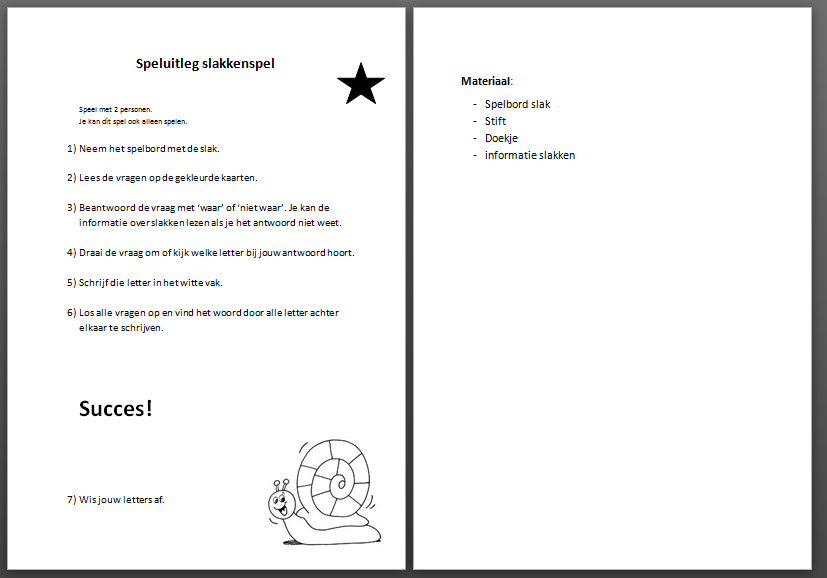 Speluitleg slakkenspel
Speel met 2 personen.
Je kan dit spel ook alleen spelen.
1) Neem het spelbord met de slak.
2) Lees de vragen op de gekleurde kaarten.
3) Beantwoord de vraag met ‘waar’ of ‘niet waar’. Je kan de
informatie over slakken lezen als je het antwoord niet weet.
4) Draai de vraag om of kijk welke letter bij jouw antwoord hoort.
5) Schrijf die letter in het witte vak.
6) Los alle vragen op en vind het woord door alle letter achter
elkaar te schrijven.
Succes!
7) Wis jouw letters af.
Materiaal:
- Spelbord slak
- Stift
- Doekje
- informatie slakken